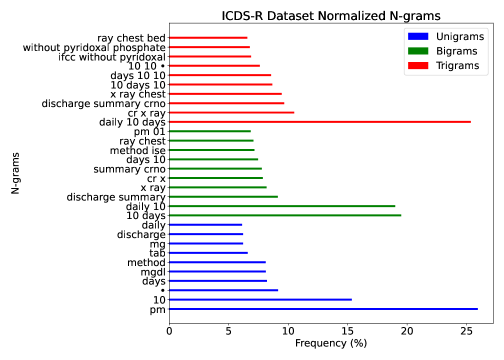 ICDS-R Dataset Normalized N-grams
Unigrams
Bigrams
Trigrams
N-grams
ray chest bed
without pyridoxal phosphate
ifcc without pyridoxal
10 10 •
days 10 10
10 days 10
x ray chest
discharge summary crno
cr x ray
daily 10 days
pm 01
ray chest
method ise
days 10
summary crno
cr x
x ray
discharge summary
daily 10
10 days
daily
discharge
mg
tab
method
mgdl
days
•
10
pm
0 5 10 15 20 25
Frequency (%)